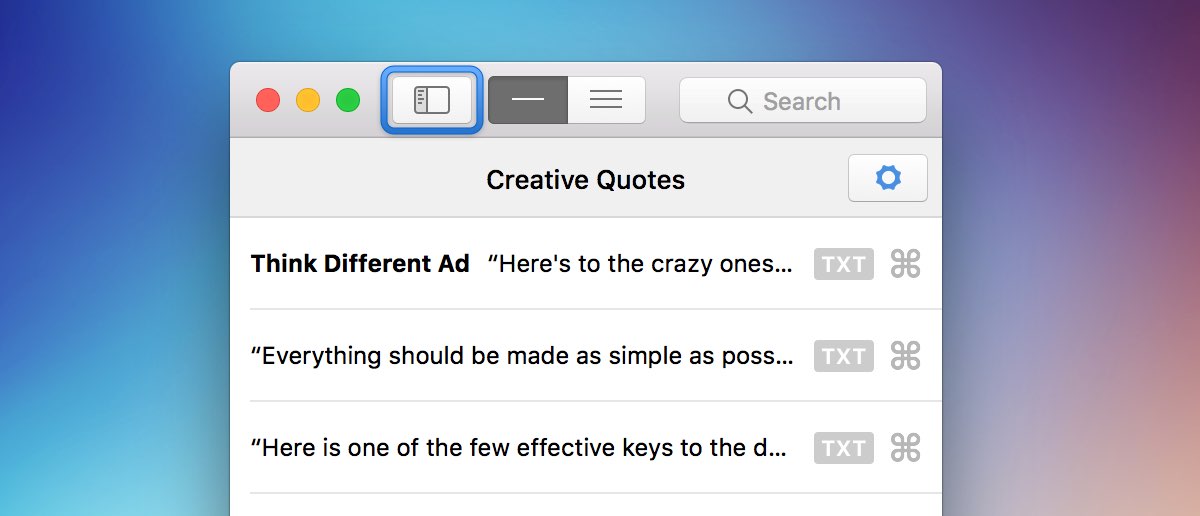 Search
Creative Quotes
Think Different Ad “Here's to the crazy ones... TXT ⌘
“Everything should be made as simple as poss... TXT ⌘
“Here is one of the few effective keys to the d... TXT ⌘